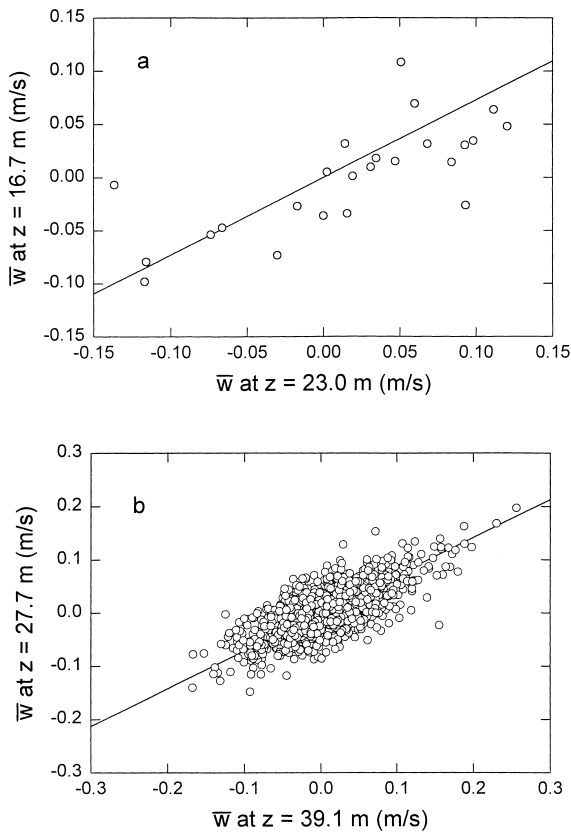 0.15
0.10
0.05
0.00
-0.05
-0.10
-0.15
w̅ at z = 16.7 m (m/s)
a
-0.15 -0.10 -0.05 0.00 0.05 0.10 0.15
w̅ at z = 23.0 m (m/s)
0.3
0.2
0.1
0.0
-0.1
-0.2
-0.3
w̅ at z = 27.7 m (m/s)
b
-0.3 -0.2 -0.1 0.0 0.1 0.2 0.3
w̅ at z = 39.1 m (m/s)